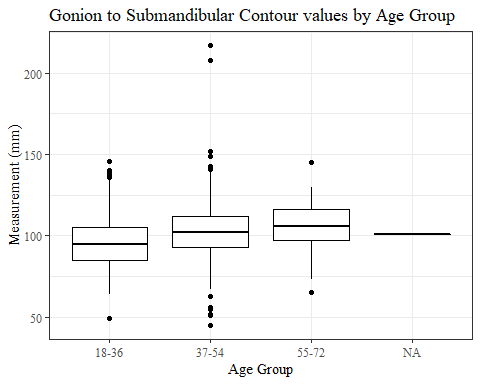 Gonion to Submandibular Contour values by Age Group
Measurement (mm)
200
150
100
50
18-36
37-54
55-72
NA
Age Group